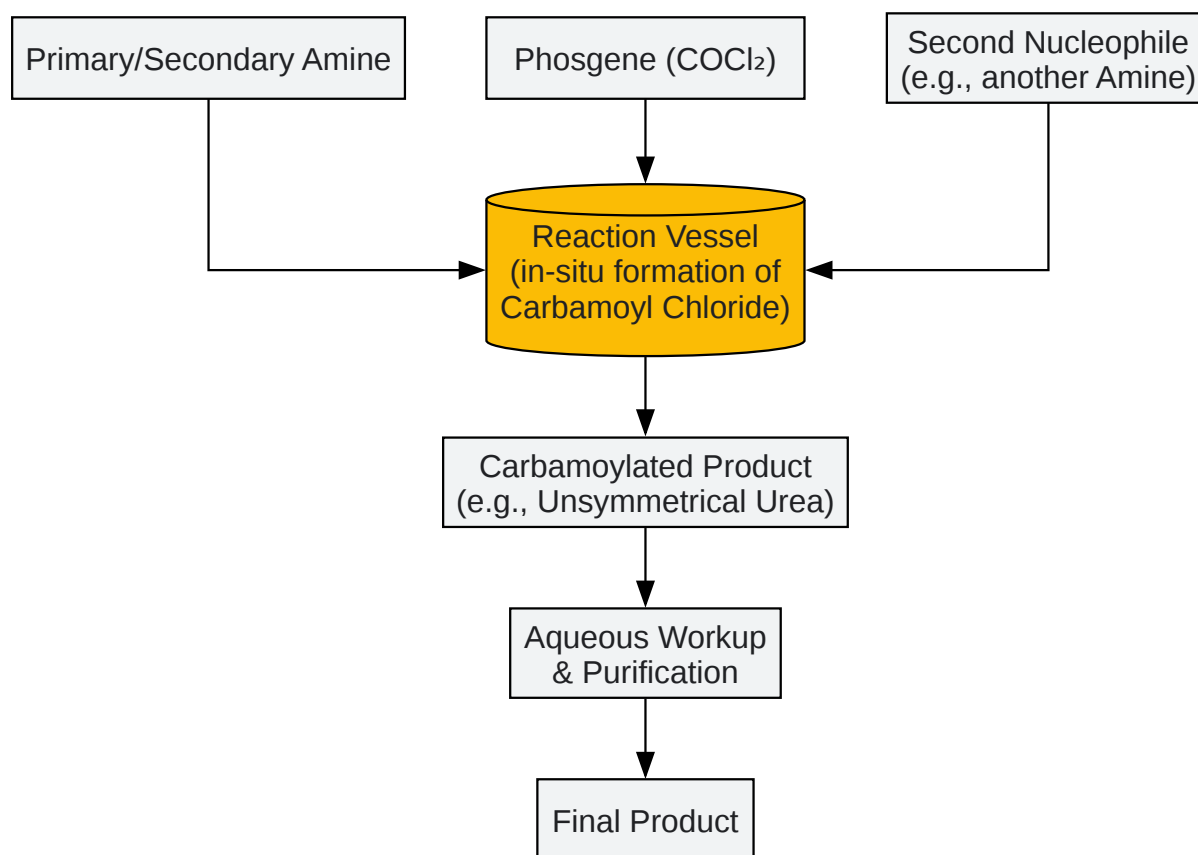 Primary/Secondary Amine
Phosgene (COCl₂)
Second Nucleophile
(e.g., another Amine)
Reaction Vessel
(in-situ formation of
Carbamoyl Chloride)
Carbamoylated Product
(e.g., Unsymmetrical Urea)
Aqueous Workup
& Purification
Final Product